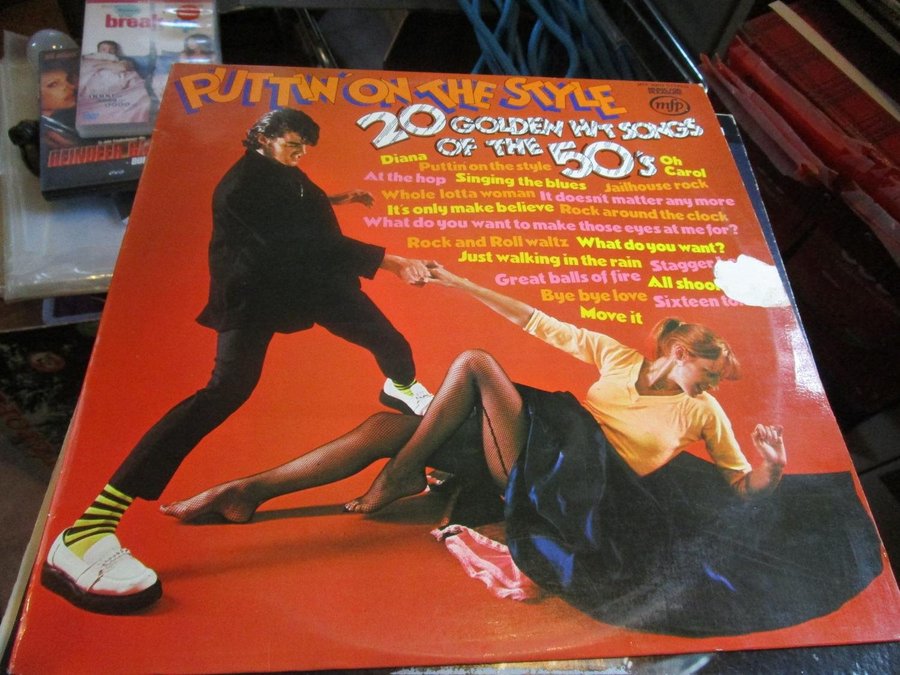 PUTTIN' ON THE STYLE
mfp
20 GOLDEN HIT SONGS
OF THE 50's
Diana Oh
Puttin' on the style Carol
At the hop Singing the blues Jailhouse rock
Whole lotta woman It doesn't matter any more
It's only make believe Rock around the clock
What do you want to make those eyes at me for?
Rock and Roll waltz What do you want?
Just walking in the rain
Great balls of fire All
Bye bye love Sixteen
Move it
brea